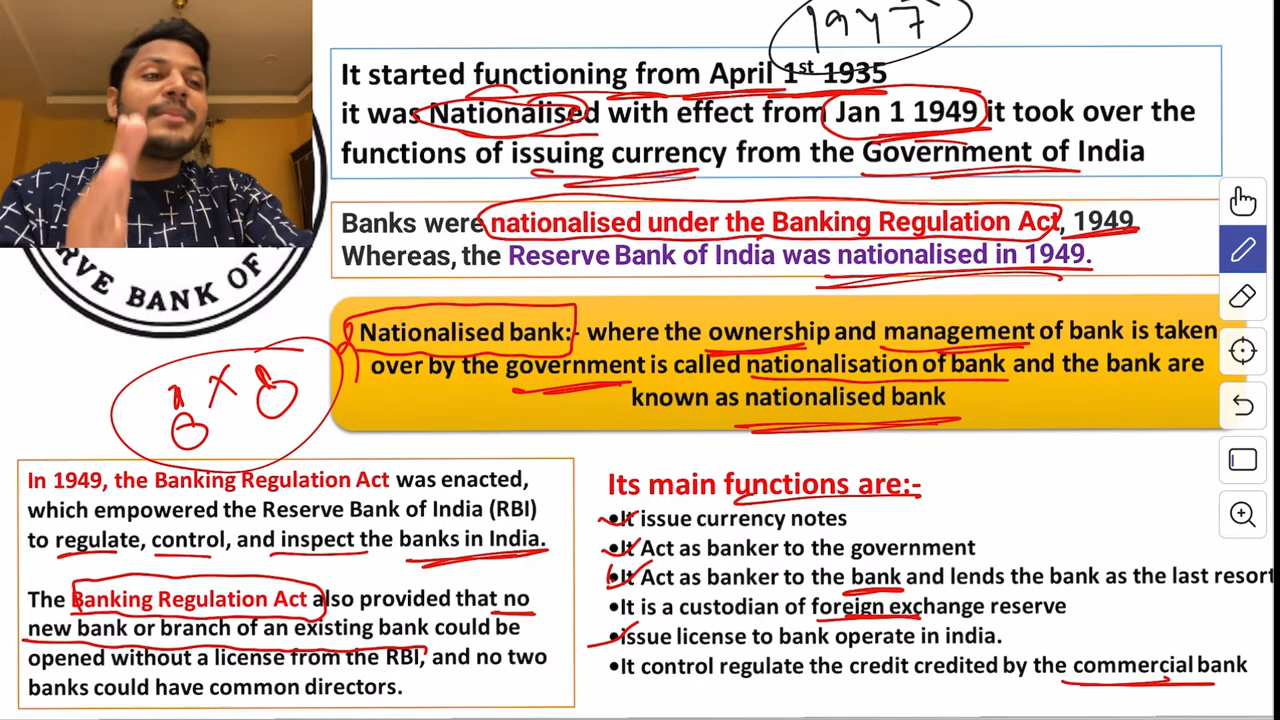 1947
It started functioning from April 1st 1935
it was Nationalised with effect from Jan 1 1949 it took over the
functions of issuing currency from the Government of India
Banks were nationalised under the Banking Regulation Act, 1949
Whereas, the Reserve Bank of India was nationalised in 1949.
RVE BANK OF
Nationalised bank:- where the ownership and management of bank is taken
over by the government is called nationalisation of bank and the bank are
known as nationalised bank
In 1949, the Banking Regulation Act was enacted,
which empowered the Reserve Bank of India (RBI)
to regulate, control, and inspect the banks in India.
The Banking Regulation Act also provided that no
new bank or branch of an existing bank could be
opened without a license from the RBI, and no two
banks could have common directors.
Its main functions are:-
•It issue currency notes
•It Act as banker to the government
•It Act as banker to the bank and lends the bank as the last resort
•It is a custodian of foreign exchange reserve
•issue license to bank operate in india.
•It control regulate the credit credited by the commercial bank